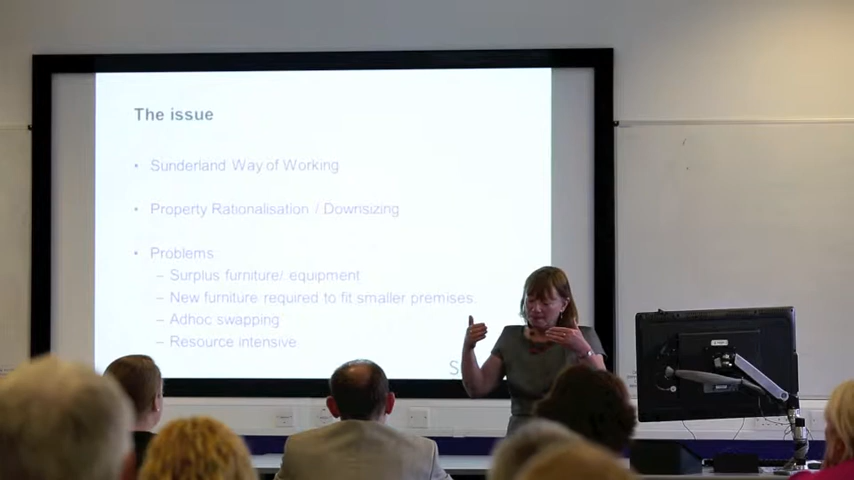 The issue
• Sunderland Way of Working
• Property Rationalisation / Downsizing
• Problems
– Surplus furniture/ equipment
– New furniture required to fit smaller premises
– Adhoc swapping
– Resource intensive